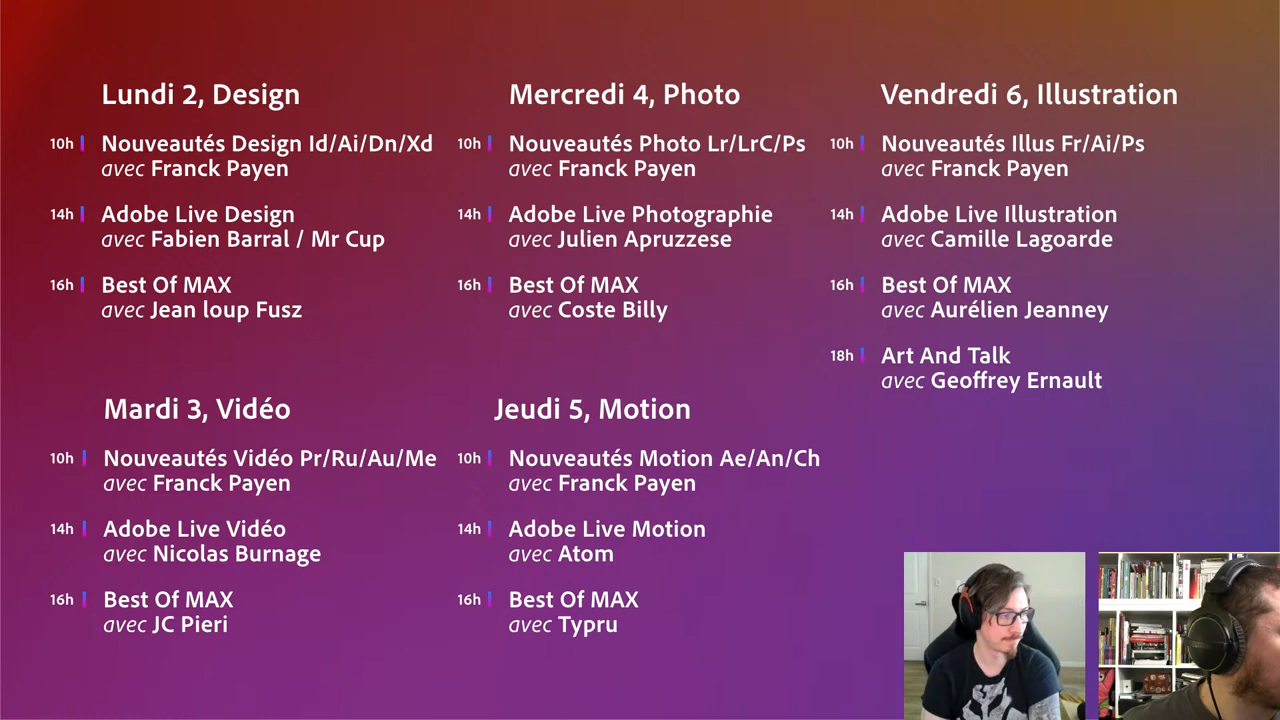 Lundi 2, Design
10h Nouveautés Design Id/Ai/Dn/Xd
avec Franck Payen
14h Adobe Live Design
avec Fabien Barral / Mr Cup
16h Best Of MAX
avec Jean loup Fusz
Mardi 3, Vidéo
10h Nouveautés Vidéo Pr/Ru/Au/Me
avec Franck Payen
14h Adobe Live Vidéo
avec Nicolas Burnage
16h Best Of MAX
avec JC Pieri
Mercredi 4, Photo
10h Nouveautés Photo Lr/LrC/Ps
avec Franck Payen
14h Adobe Live Photographie
avec Julien Apruzzese
16h Best Of MAX
avec Coste Billy
Jeudi 5, Motion
10h Nouveautés Motion Ae/An/Ch
avec Franck Payen
14h Adobe Live Motion
avec Atom
16h Best Of MAX
avec Typru
Vendredi 6, Illustration
10h Nouveautés Illus Fr/Ai/Ps
avec Franck Payen
14h Adobe Live Illustration
avec Camille Lagoarde
16h Best Of MAX
avec Aurélien Jeanney
18h Art And Talk
avec Geoffrey Ernault